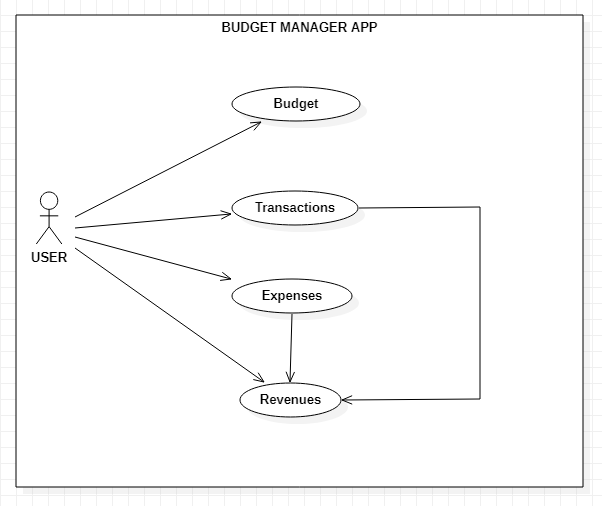 BUDGET MANAGER APP
Budget
Transactions
USER
Expenses
Revenues